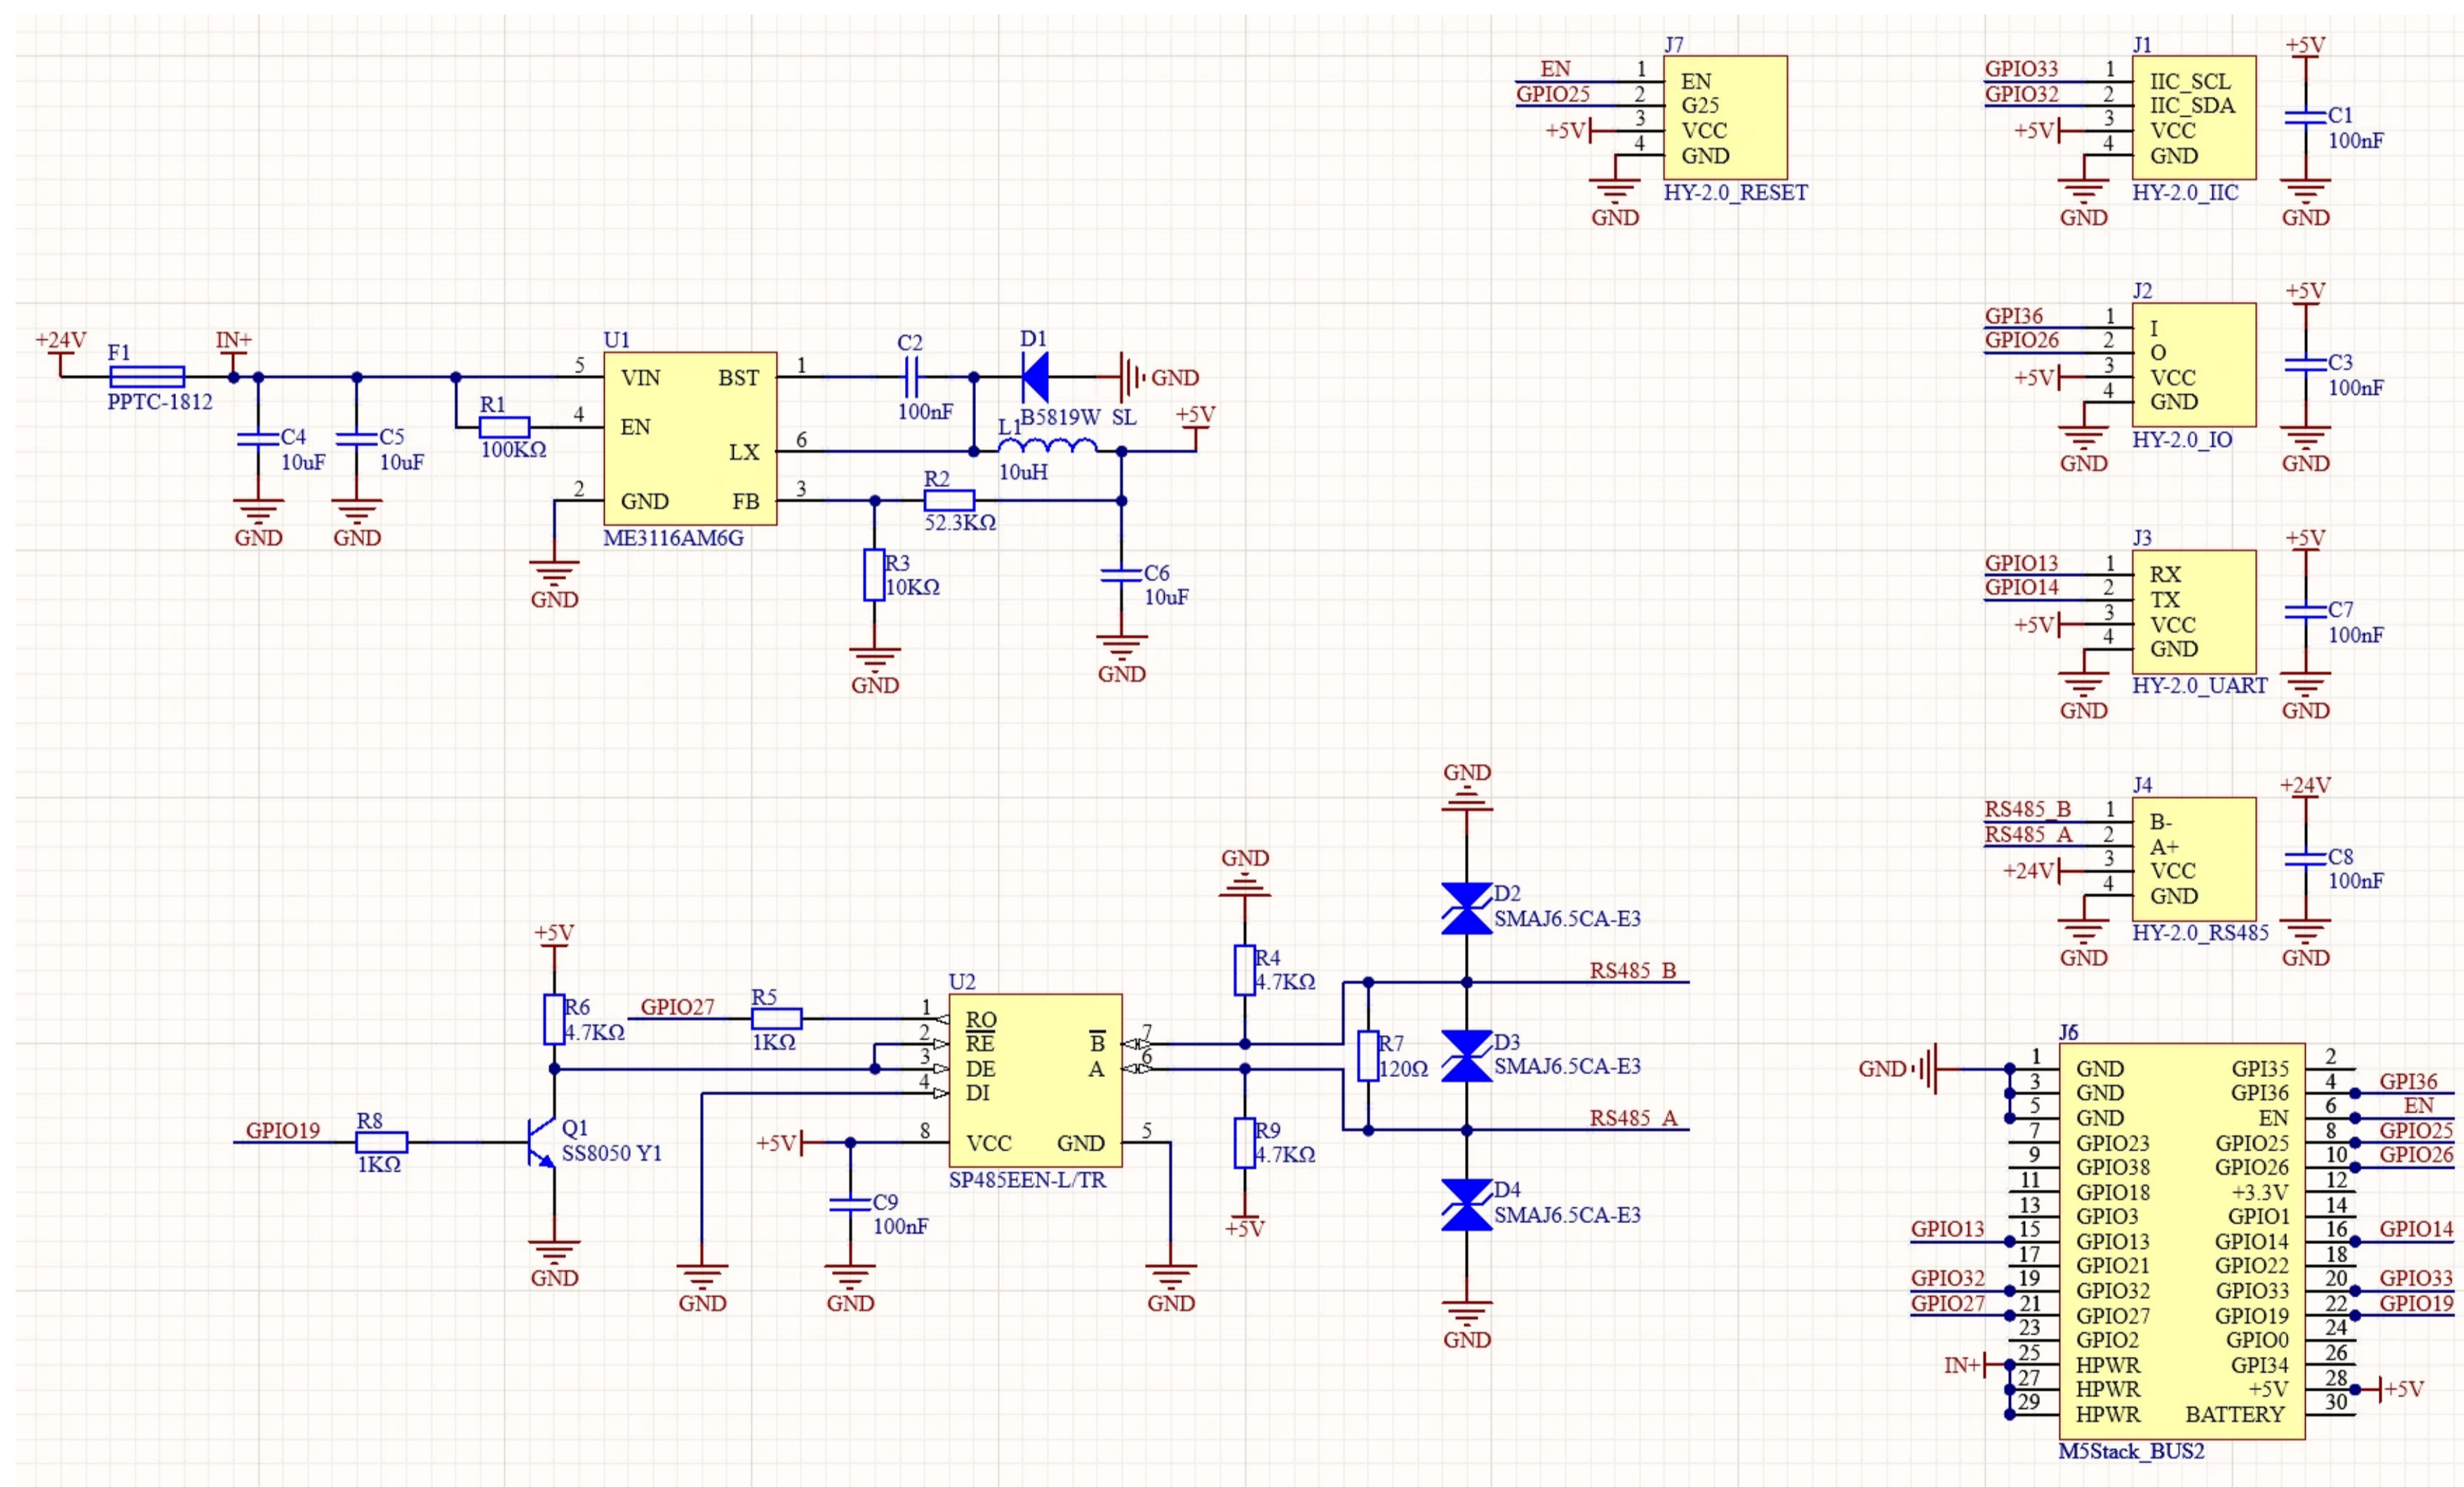 J7
EN 1 EN
GPIO25 2 G25
+5V 3 VCC
4 GND
HY-2.0_RESET
GND
J1
GPIO33 1 IIC_SCL
GPIO32 2 IIC_SDA
+5V 3 VCC
4 GND
HY-2.0_IIC
GND
+5V
C1
100nF
GND
J2
GPI36 1 I
GPIO26 2 O
+5V 3 VCC
4 GND
HY-2.0_IO
GND
+5V
C3
100nF
GND
J3
GPIO13 1 RX
GPIO14 2 TX
+5V 3 VCC
4 GND
HY-2.0_UART
GND
+5V
C7
100nF
GND
J4
RS485_B 1 B-
RS485_A 2 A+
+24V 3 VCC
4 GND
HY-2.0_RS485
GND
+24V
C8
100nF
GND
+24V
F1
PPTC-1812
IN+
C4
10uF
GND
C5
10uF
GND
R1
100KΩ
U1
5 VIN BST 1
4 EN
LX 6
2 GND FB 3
ME3116AM6G
GND
C2
100nF
D1
B5819W SL
GND
L1
10uH
+5V
R2
52.3KΩ
R3
10KΩ
GND
C6
10uF
GND
+5V
R6
4.7KΩ
GPIO27
R5
1KΩ
GPIO19
R8
1KΩ
Q1
SS8050 Y1
GND
U2
1 RO
2 RE B 7
3 DE A 6
4 DI
8 VCC GND 5
SP485EEN-L/TR
GND
+5V
C9
100nF
GND
GND
GND
R4
4.7KΩ
R9
4.7KΩ
+5V
R7
120Ω
GND
D2
SMAJ6.5CA-E3
RS485_B
D3
SMAJ6.5CA-E3
RS485_A
D4
SMAJ6.5CA-E3
GND
J6
GND 1 GND GPI35 2
3 GND GPI36 4 GPI36
5 GND EN 6 EN
7 GPIO23 GPIO25 8 GPIO25
9 GPIO38 GPIO26 10 GPIO26
11 GPIO18 +3.3V 12
13 GPIO3 GPIO1 14
GPIO13 15 GPIO13 GPIO14 16 GPIO14
17 GPIO21 GPIO22 18
GPIO32 19 GPIO32 GPIO33 20 GPIO33
GPIO27 21 GPIO27 GPIO19 22 GPIO19
23 GPIO2 GPIO0 24
IN+ 25 HPWR GPI34 26
27 HPWR +5V 28 +5V
29 HPWR BATTERY 30
M5Stack_BUS2